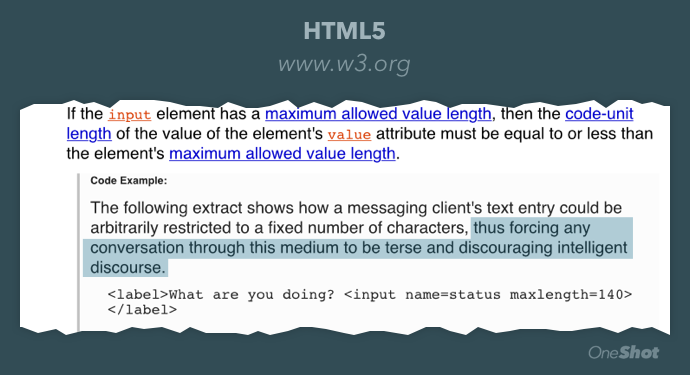 HTML5
www.w3.org
If the input element has a maximum allowed value length, then the code-unit
length of the value of the element's value attribute must be equal to or less than
the element's maximum allowed value length.
Code Example:
The following extract shows how a messaging client's text entry could be
arbitrarily restricted to a fixed number of characters, thus forcing any
conversation through this medium to be terse and discouraging intelligent
discourse.
<label>What are you doing? <input name=status maxlength=140>
</label>
OneShot